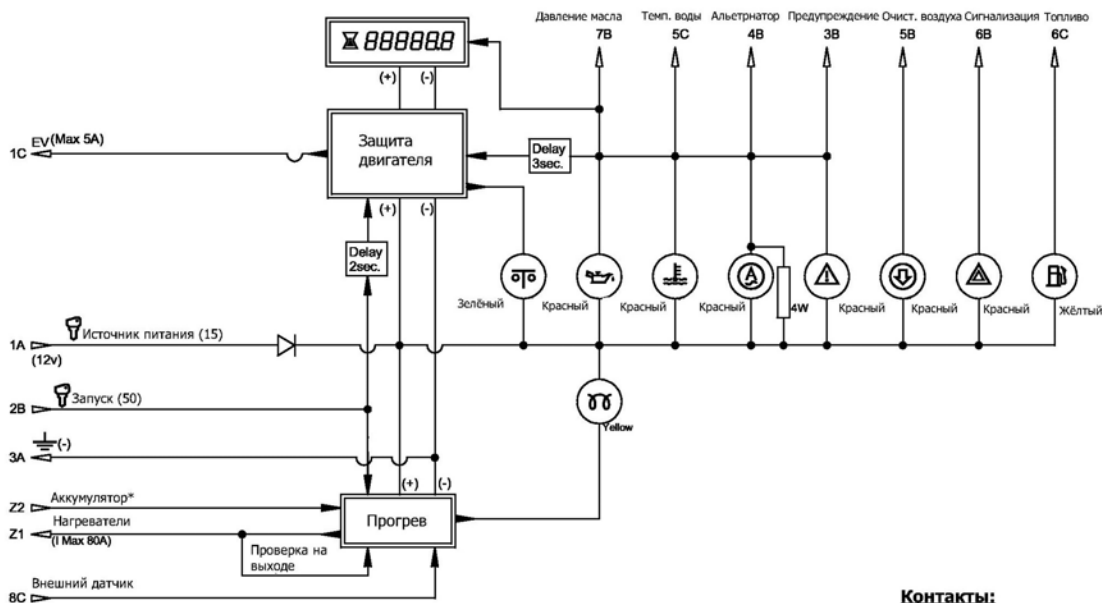 Давление масла Темп. воды Альетрнатор Предупреждение Очист. воздуха Сигнализация Топливо
7B 5C 4B 3B 5B 6B 6C
88888.8
(+) (-)
Защита
двигателя
EV (Max 5A)
1C
Delay
3sec.
(+) (-)
Delay
2sec.
Зелёный Красный Красный Красный 4W Красный Красный Красный Жёлтый
Источник питания (15)
1A
(12v)
Запуск (50)
2B
Yellow
(-)
3A
(+) (-)
Аккумулятор*
Z2
Прогрев
Нагреватели
Z1
(I Max 80A)
Проверка на
выходе
Внешний датчик
8C
Контакты: